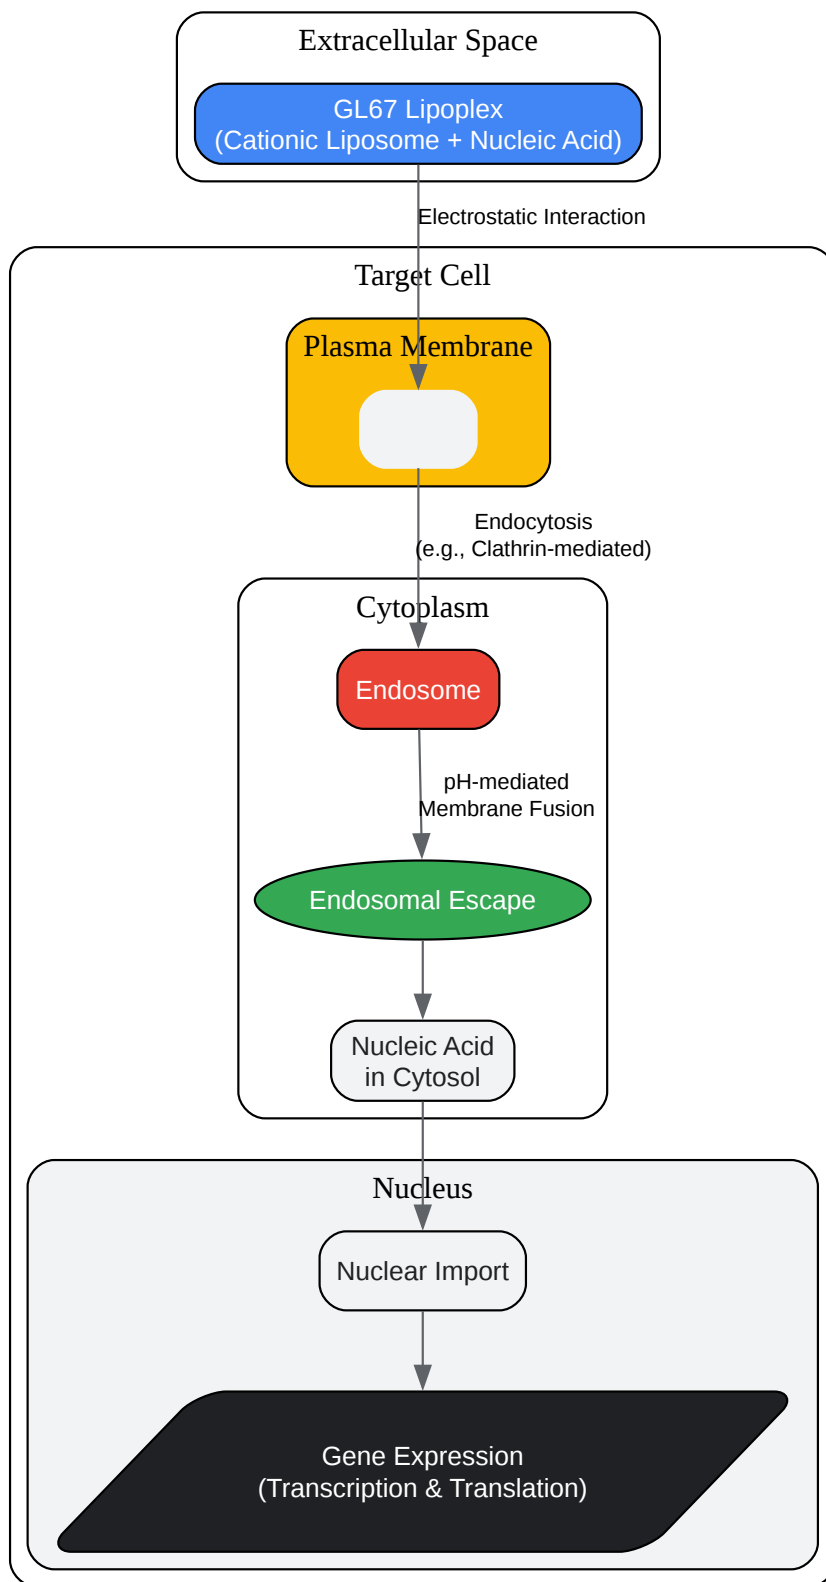 Extracellular Space
GL67 Lipoplex
(Cationic Liposome + Nucleic Acid)
Electrostatic Interaction
Target Cell
Plasma Membrane
Endocytosis
(e.g., Clathrin-mediated)
Cytoplasm
Endosome
pH-mediated
Membrane Fusion
Endosomal Escape
Nucleic Acid
in Cytosol
Nucleus
Nuclear Import
Gene Expression
(Transcription & Translation)